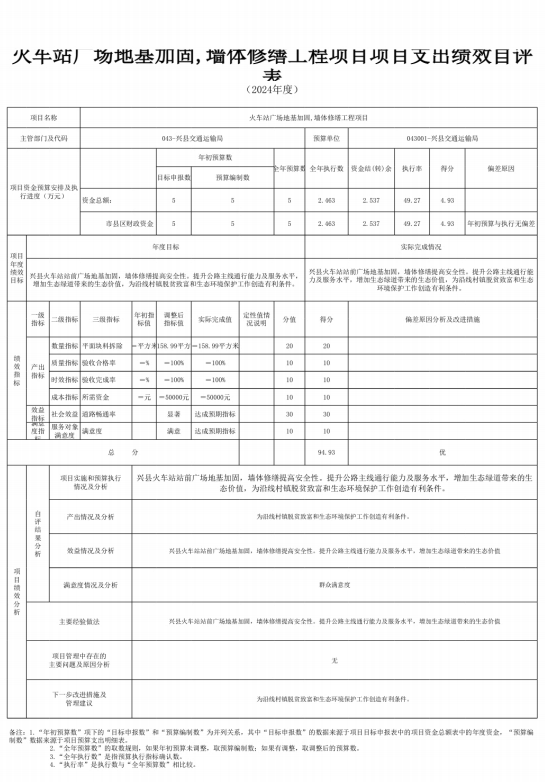 火车站广场地基加固,墙体修缮工程项目项目支出绩效自评
表
(2024年度)
项目名称 火车站广场地基加固,墙体修缮工程项目
主管部门及代码 043-兴县交通运输局 预算单位 043001-兴县交通运输局
项目资金预算安排及执
行进度(万元)
年初预算数 全年预算数 全年执行数 资金结(转)余 执行率 得分 偏差原因
目标申报数 预算编制数
资金总额: 5 5 5 2.463 2.537 49.27 4.93
市县区财政资金 5 5 5 2.463 2.537 49.27 4.93 年初预算与执行无偏差
项目
年度
绩效
目标
年度目标 实际完成情况
兴县火车站站前广场地基加固,墙体修缮提高安全性。提升公路主线通行能力及服务水平,
增加生态绿道带来的生态价值,为沿线村镇脱贫致富和生态环境保护工作创造有利条件。
兴县火车站站前广场地基加固,墙体修缮提高安全性。提升公路主线通行能
力及服务水平,增加生态绿道带来的生态价值,为沿线村镇脱贫致富和生态
环境保护工作创造有利条件。
绩
效
指
标
一级
指标
二级指标 三级指标
年初指
标值
调整后
指标值
实际完成值
定性值情
况说明
分值 得分 偏差原因分析及改进措施
产出
指标
数量指标 平面块料拆除 =平方米 158.99平方 =158.99平方米 20 20
质量指标 验收合格率 =% =100% =100% 10 10
时效指标 验收完成率 =% =100% =100% 10 10
成本指标 所需资金 =元 =50000元 =50000元 10 10
效益
指标
社会效益 道路畅通率 显著 达成预期指标 30 30
满意
度指
标
服务对象
满意度
满意度 满意 达成预期指标 10 10
总 分 94.93 优
项
目
绩
效
分
析
自
评
结
果
分
析
项目实施和预算执行
情况及分析
兴县火车站站前广场地基加固,墙体修缮提高安全性。提升公路主线通行能力及服务水平,增加生态绿道带来的生
态价值,为沿线村镇脱贫致富和生态环境保护工作创造有利条件。
产出情况及分析 为沿线村镇脱贫致富和生态环境保护工作创造有利条件。
效益情况及分析 兴县火车站站前广场地基加固,墙体修缮提高安全性。提升公路主线通行能力及服务水平,增加生态绿道带来的生态价值
满意度情况及分析 群众满意度
主要经验做法 兴县火车站站前广场地基加固,墙体修缮提高安全性。提升公路主线通行能力及服务水平,增加生态绿道带来的生态价值
项目管理中存在的
主要问题及原因分析
无
下一步改进措施及
管理建议
为沿线村镇脱贫致富和生态环境保护工作创造有利条件。
备注:1.“年初预算数”项下的“目标申报数”和“预算编制数”为并列关系,其中“目标申报数”的数据来源于项目目标申报表中的项目资金总额表中的年度资金,“预算编
制数”数据来源于项目预算支出明细表。
2.“全年预算数”的取数规则,如果年初预算未调整,取预算编制数;如果有调整,取调整后的预算数。
3.“全年执行数”是指预算执行指标确认数。
4.“执行率”是执行数与“全年预算数”相比较。